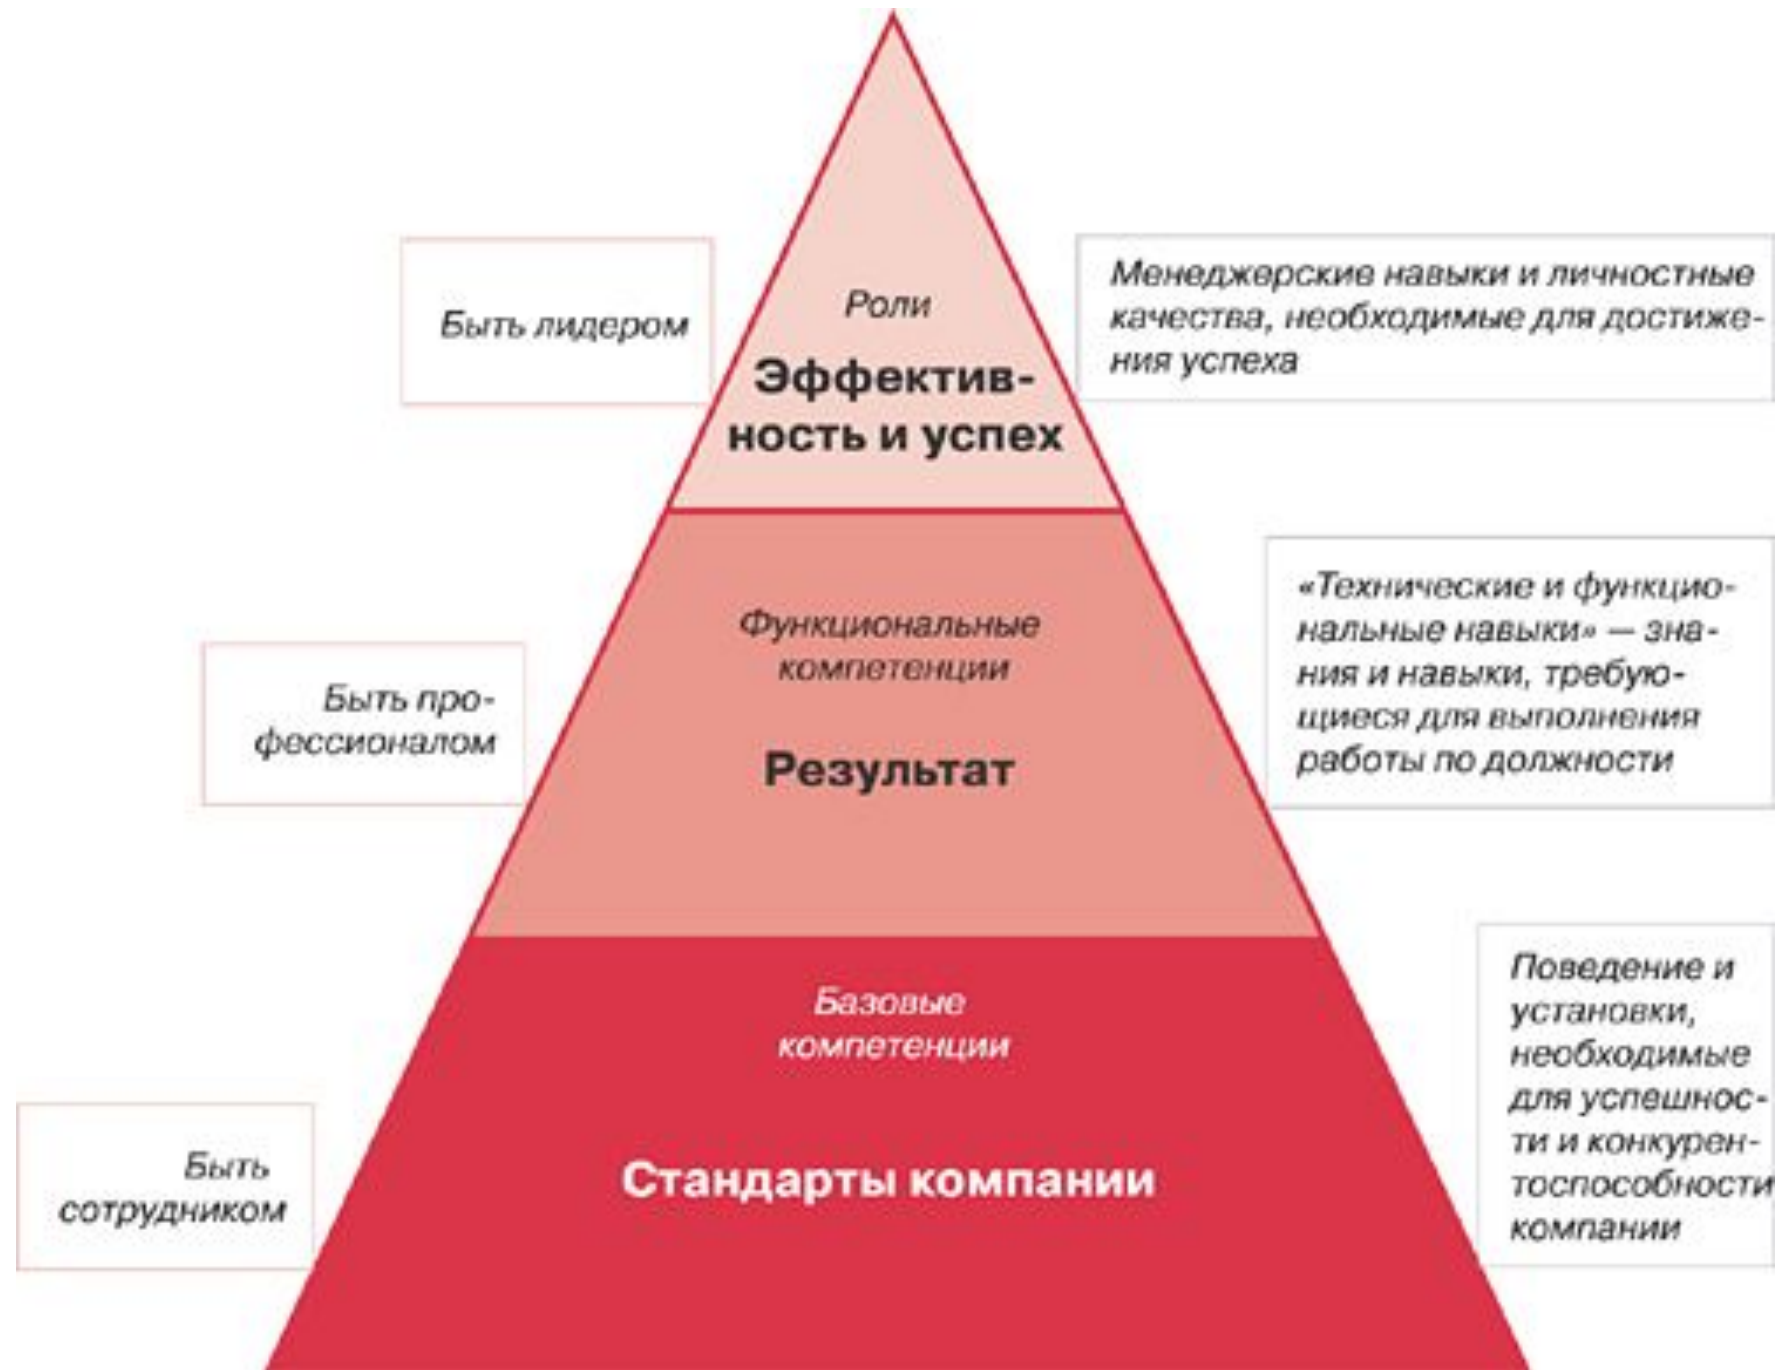 Быть лидером
Роли
Эффектив-
ность и успех
Менеджерские навыки и личностные
качества, необходимые для достиже-
ния успеха
Быть про-
фессионалом
Функциональные
компетенции
Результат
«Технические и функцио-
нальные навыки» — зна-
ния и навыки, требую-
щиеся для выполнения
работы по должности
Быть
сотрудником
Базовые
компетенции
Стандарты компании
Поведение и
установки,
необходимые
для успешнос-
ти и конкурен-
тоспособности
компании